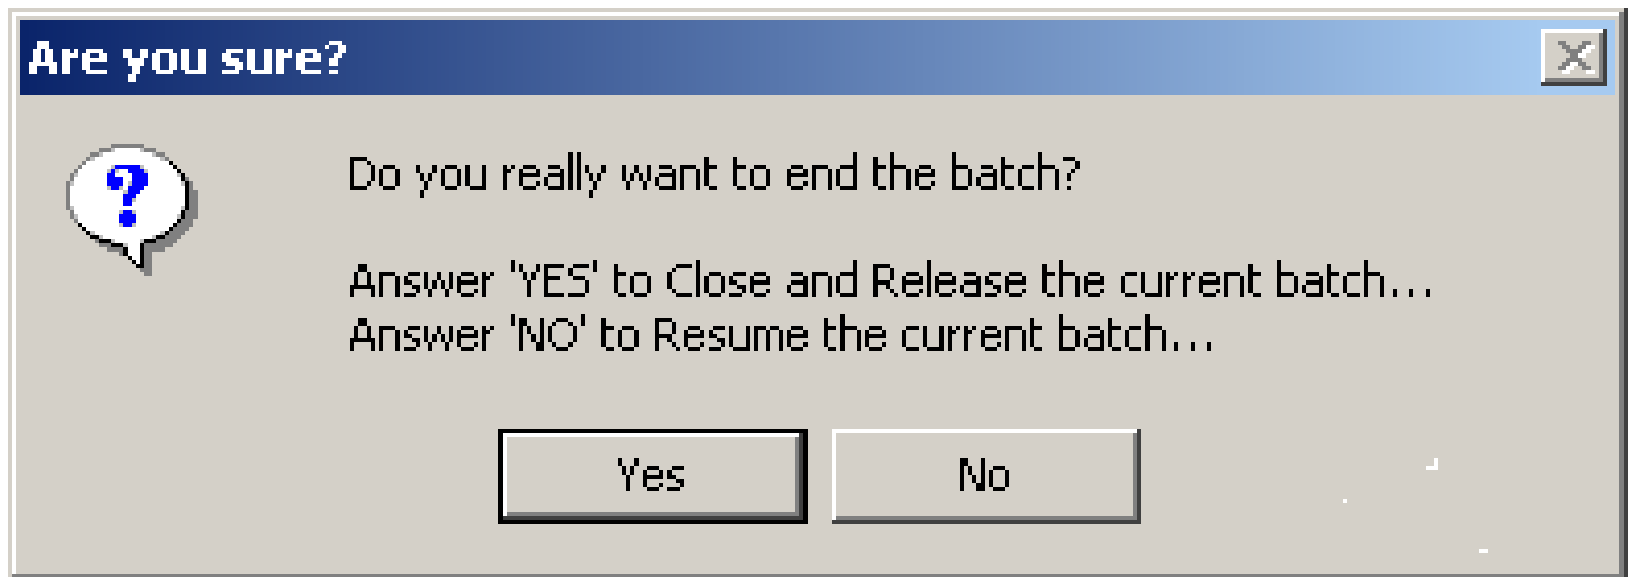 Are you sure?
Do you really want to end the batch?
Answer 'YES' to Close and Release the current batch...
Answer 'NO' to Resume the current batch...
Yes No